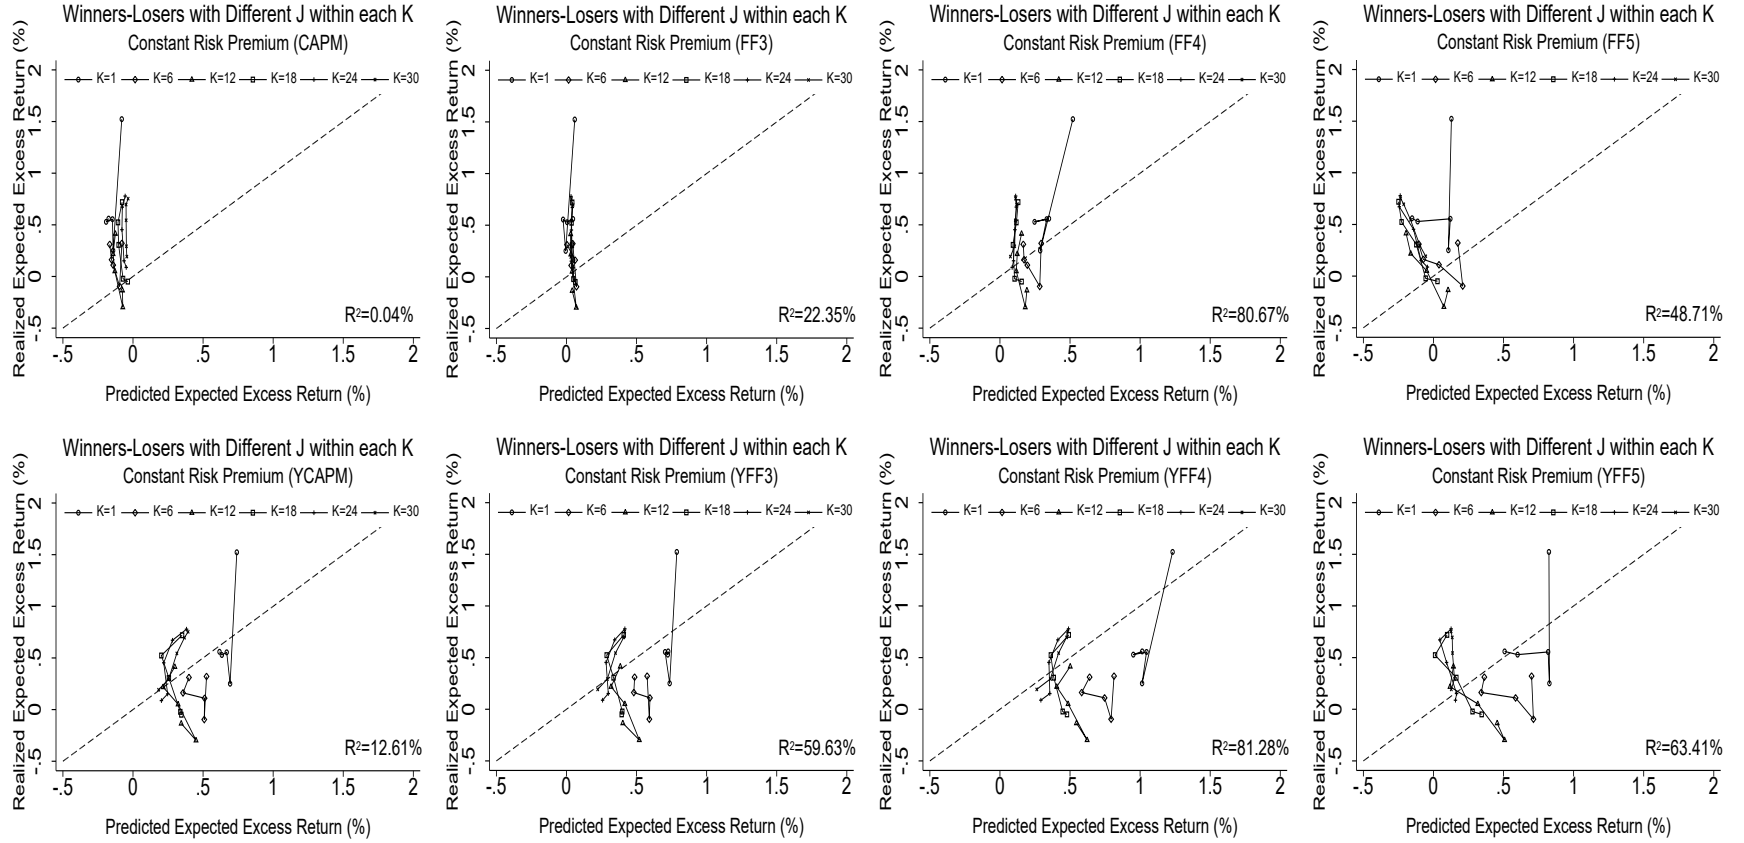 Winners-Losers with Different J within each K
Constant Risk Premium (CAPM)
Realized Expected Excess Return (%)
-.5 0 .5 1 1.5 2
K=1 K=6 K=12 K=18 K=24 K=30
R²=0.04%
-.5 0 .5 1 1.5 2
Predicted Expected Excess Return (%)
Winners-Losers with Different J within each K
Constant Risk Premium (FF3)
Realized Expected Excess Return (%)
-.5 0 .5 1 1.5 2
K=1 K=6 K=12 K=18 K=24 K=30
R²=22.35%
-.5 0 .5 1 1.5 2
Predicted Expected Excess Return (%)
Winners-Losers with Different J within each K
Constant Risk Premium (FF4)
Realized Expected Excess Return (%)
-.5 0 .5 1 1.5 2
K=1 K=6 K=12 K=18 K=24 K=30
R²=80.67%
-.5 0 .5 1 1.5 2
Predicted Expected Excess Return (%)
Winners-Losers with Different J within each K
Constant Risk Premium (FF5)
Realized Expected Excess Return (%)
-.5 0 .5 1 1.5 2
K=1 K=6 K=12 K=18 K=24 K=30
R²=48.71%
-.5 0 .5 1 1.5 2
Predicted Expected Excess Return (%)
Winners-Losers with Different J within each K
Constant Risk Premium (YCAPM)
Realized Expected Excess Return (%)
-.5 0 .5 1 1.5 2
K=1 K=6 K=12 K=18 K=24 K=30
R²=12.61%
-.5 0 .5 1 1.5 2
Predicted Expected Excess Return (%)
Winners-Losers with Different J within each K
Constant Risk Premium (YFF3)
Realized Expected Excess Return (%)
-.5 0 .5 1 1.5 2
K=1 K=6 K=12 K=18 K=24 K=30
R²=59.63%
-.5 0 .5 1 1.5 2
Predicted Expected Excess Return (%)
Winners-Losers with Different J within each K
Constant Risk Premium (YFF4)
Realized Expected Excess Return (%)
-.5 0 .5 1 1.5 2
K=1 K=6 K=12 K=18 K=24 K=30
R²=81.28%
-.5 0 .5 1 1.5 2
Predicted Expected Excess Return (%)
Winners-Losers with Different J within each K
Constant Risk Premium (YFF5)
Realized Expected Excess Return (%)
-.5 0 .5 1 1.5 2
K=1 K=6 K=12 K=18 K=24 K=30
R²=63.41%
-.5 0 .5 1 1.5 2
Predicted Expected Excess Return (%)